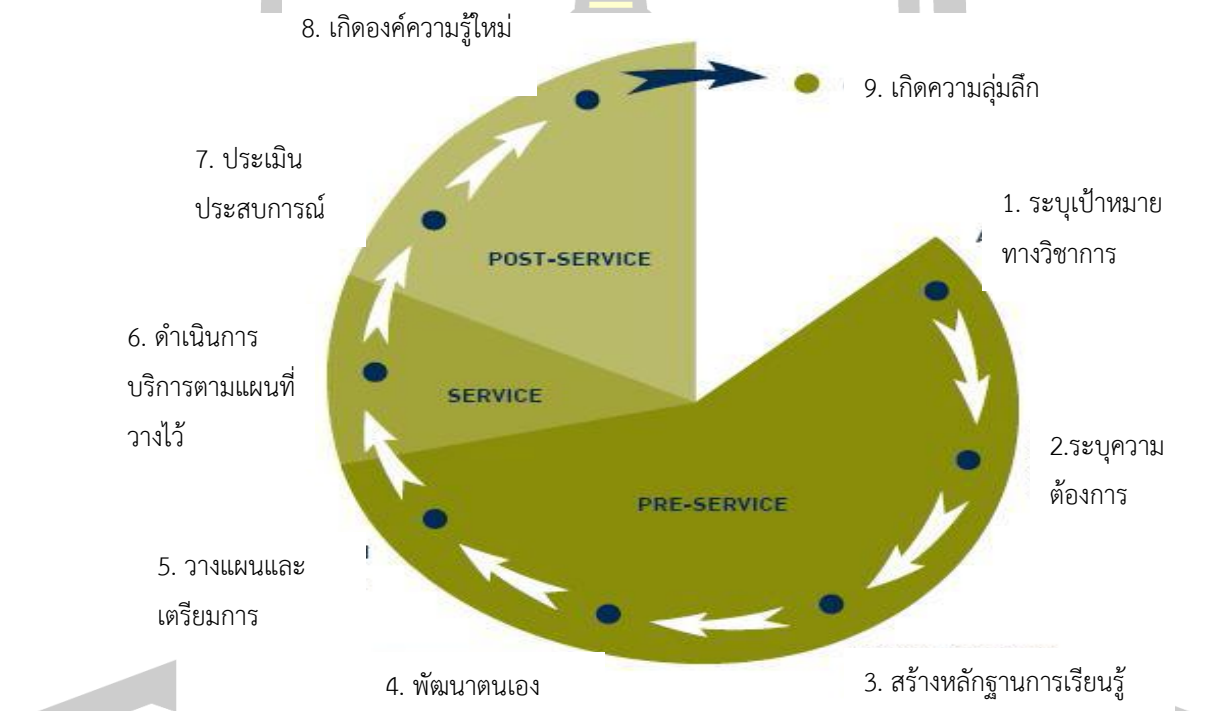 8. เกิดองค์ความรู้ใหม่
9. เกิดความลุ่มลึก
7. ประเมิน
ประสบการณ์
1. ระบุเป้าหมาย
ทางวิชาการ
POST-SERVICE
6. ดำเนินการ
บริการตามแผนที่
วางไว้
SERVICE
2.ระบุความ
ต้องการ
PRE-SERVICE
5. วางแผนและ
เตรียมการ
4. พัฒนาตนเอง
3. สร้างหลักฐานการเรียนรู้